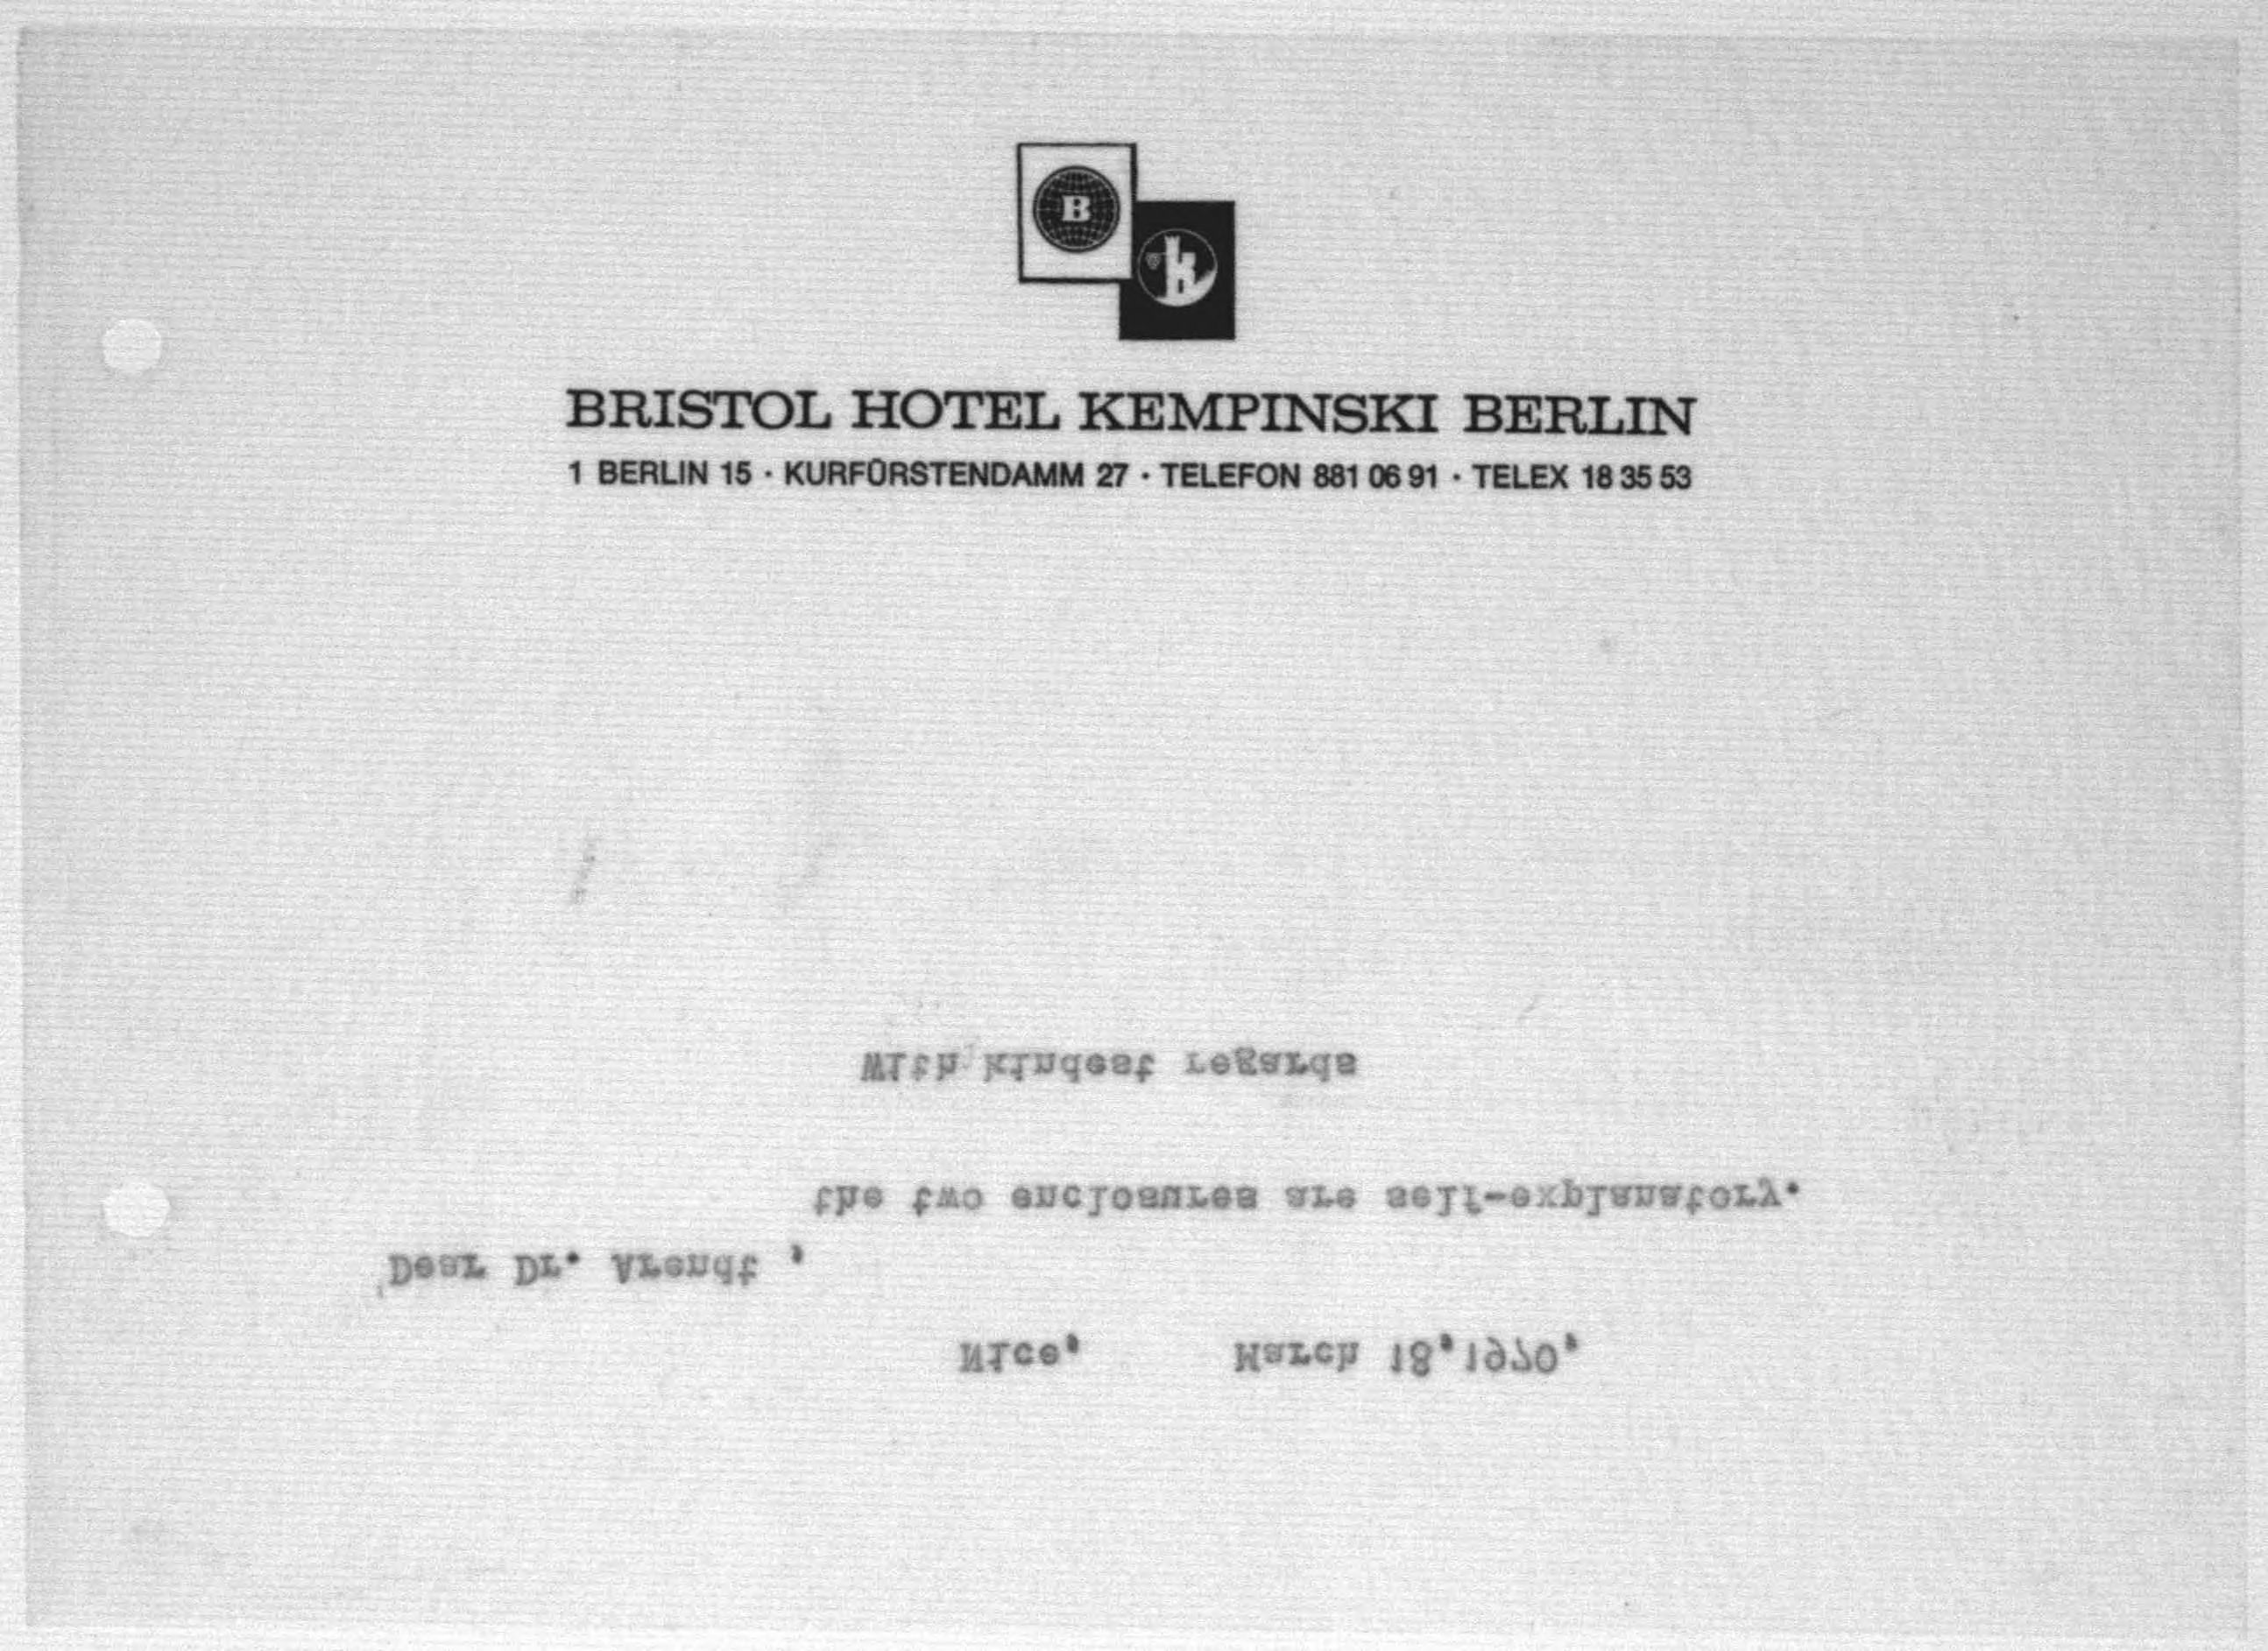 B
k
BRISTOL HOTEL KEMPINSKI BERLIN
1 BERLIN 15 · KURFÜRSTENDAMM 27 · TELEFON 881 06 91 · TELEX 18 35 53
Nice, March 18,1970,
Dear Dr. Arendt ,
the two enclosures are self-explanatory.
With kindest regards